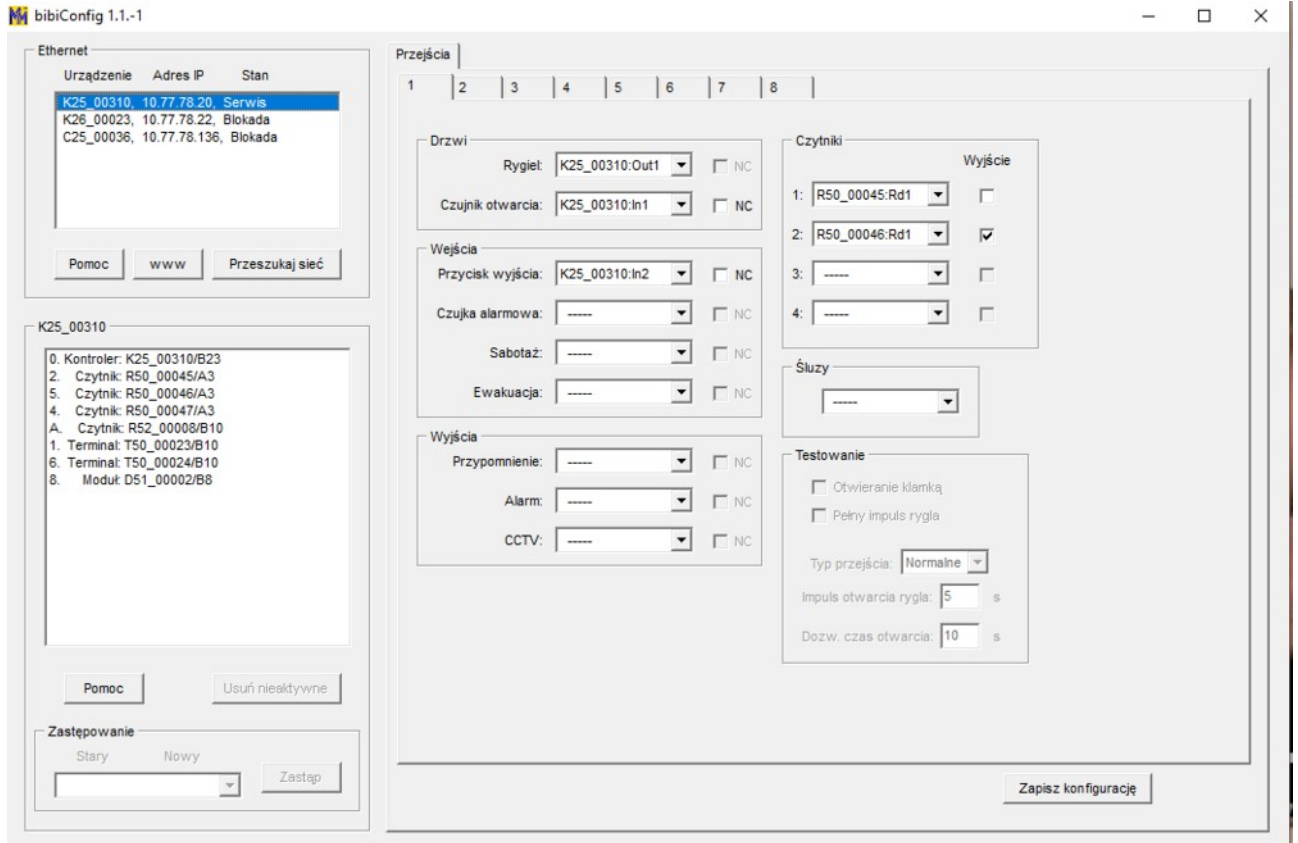 bibiConfig 1.1.-1
Ethernet
Urządzenie Adres IP Stan
K25_00310, 10.77.78.20, Serwis
K26_00023, 10.77.78.22, Blokada
C25_00036, 10.77.78.136, Blokada
Pomoc www Przeszukaj sieć
K25_00310
0. Kontroler: K25_00310/B23
2. Czytnik: R50_00045/A3
5. Czytnik: R50_00046/A3
4. Czytnik: R50_00047/A3
A. Czytnik: R52_00008/B10
1. Terminal: T50_00023/B10
6. Terminal: T50_00024/B10
8. Moduł: D51_00002/B8
Pomoc Usuń nieaktywne
Zastępowanie
Stary Nowy
Zastąp
Przejścia
1 2 3 4 5 6 7 8
Drzwi
Rygiel: K25_00310:Out1 NC
Czujnik otwarcia: K25_00310:In1 NC
Wejścia
Przycisk wyjścia: K25_00310:In2 NC
Czujka alarmowa: ----- NC
Sabotaż: ----- NC
Ewakuacja: ----- NC
Wyjścia
Przypomnienie: ----- NC
Alarm: ----- NC
CCTV: ----- NC
Czytniki
Wyjście
1: R50_00045:Rd1
2: R50_00046:Rd1
3: -----
4: -----
Śluzy
-----
Testowanie
Otwieranie klamką
Pełny impuls rygla
Typ przejścia: Normalne
Impuls otwarcia rygla: 5 s
Dozw. czas otwarcia: 10 s
Zapisz konfigurację